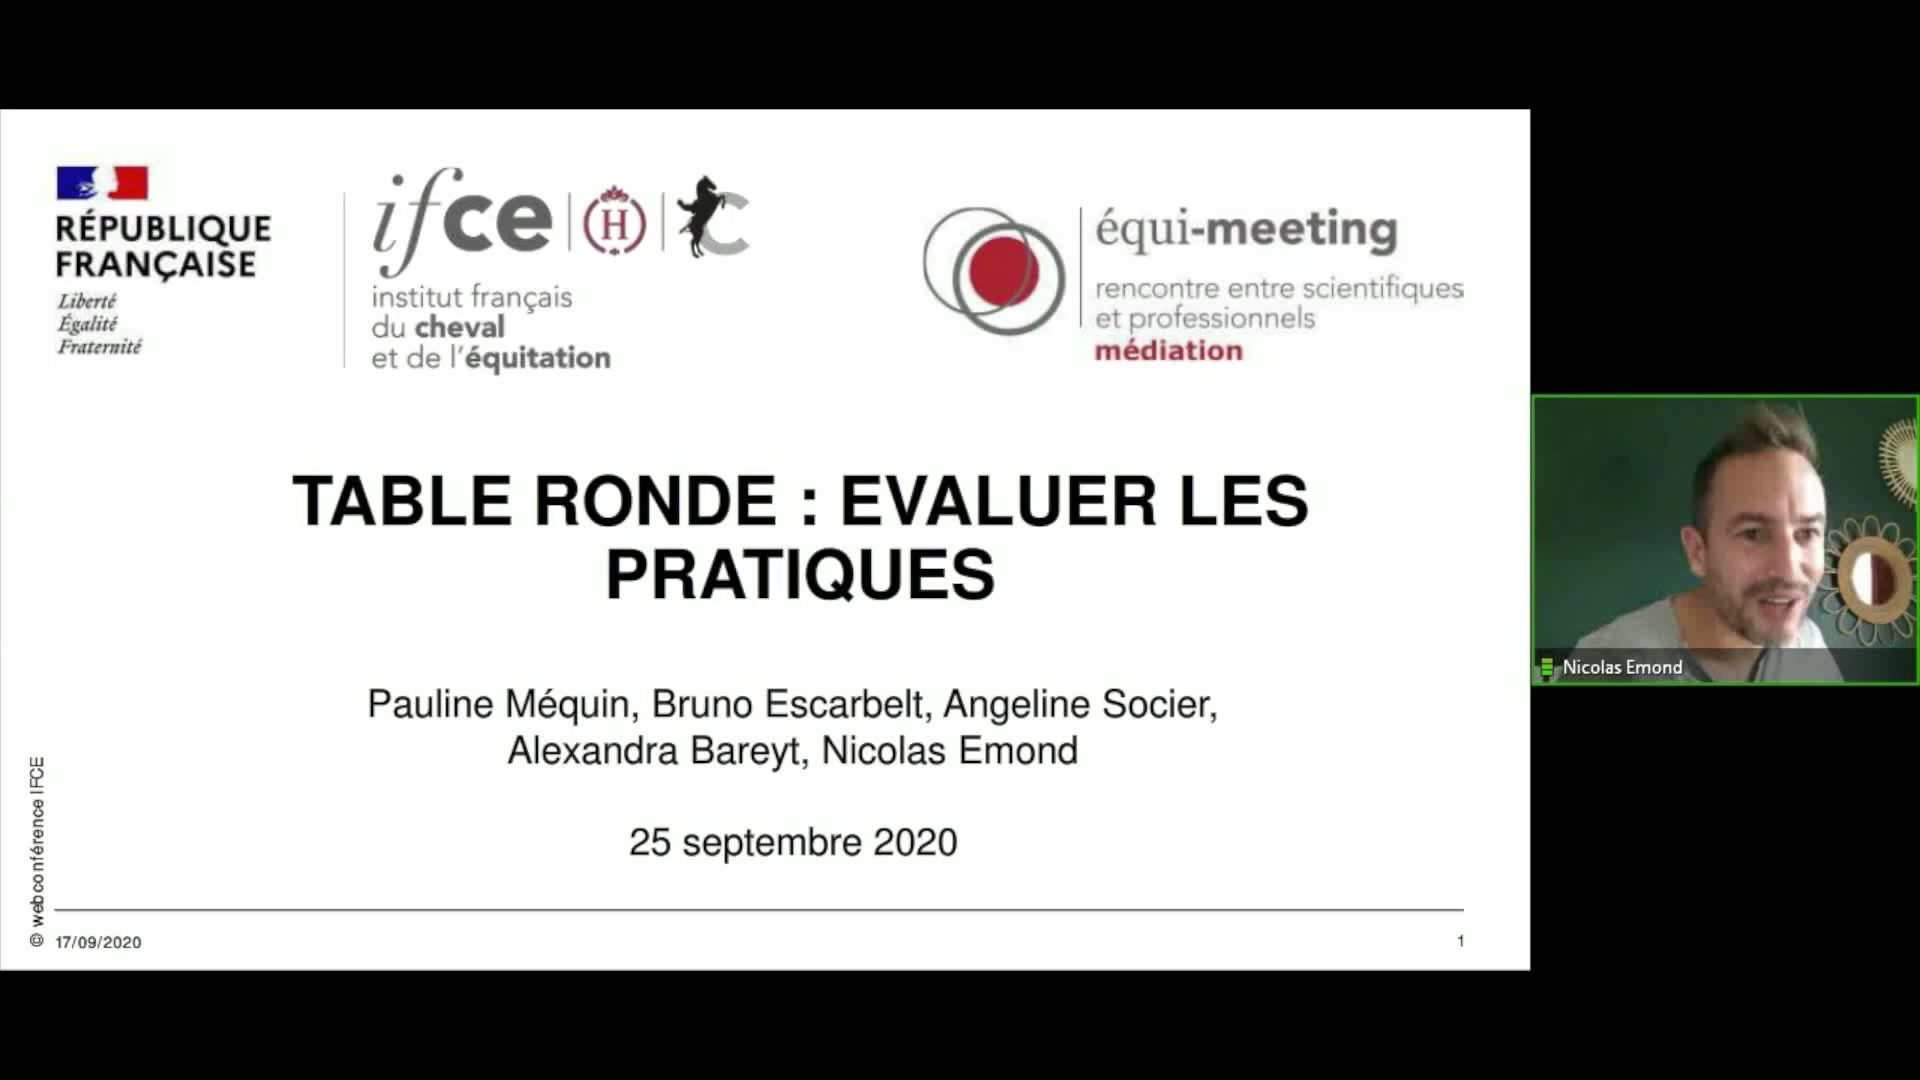 RÉPUBLIQUE
FRANÇAISE
Liberté
Égalité
Fraternité
ifce
H
institut français
du cheval
et de l'équitation
équi-meeting
rencontre entre scientifiques
et professionnels
médiation
TABLE RONDE : EVALUER LES
PRATIQUES
Pauline Méquin, Bruno Escarbelt, Angeline Socier,
Alexandra Bareyt, Nicolas Emond
25 septembre 2020
© webconférence IFCE
17/09/2020
1
Nicolas Emond